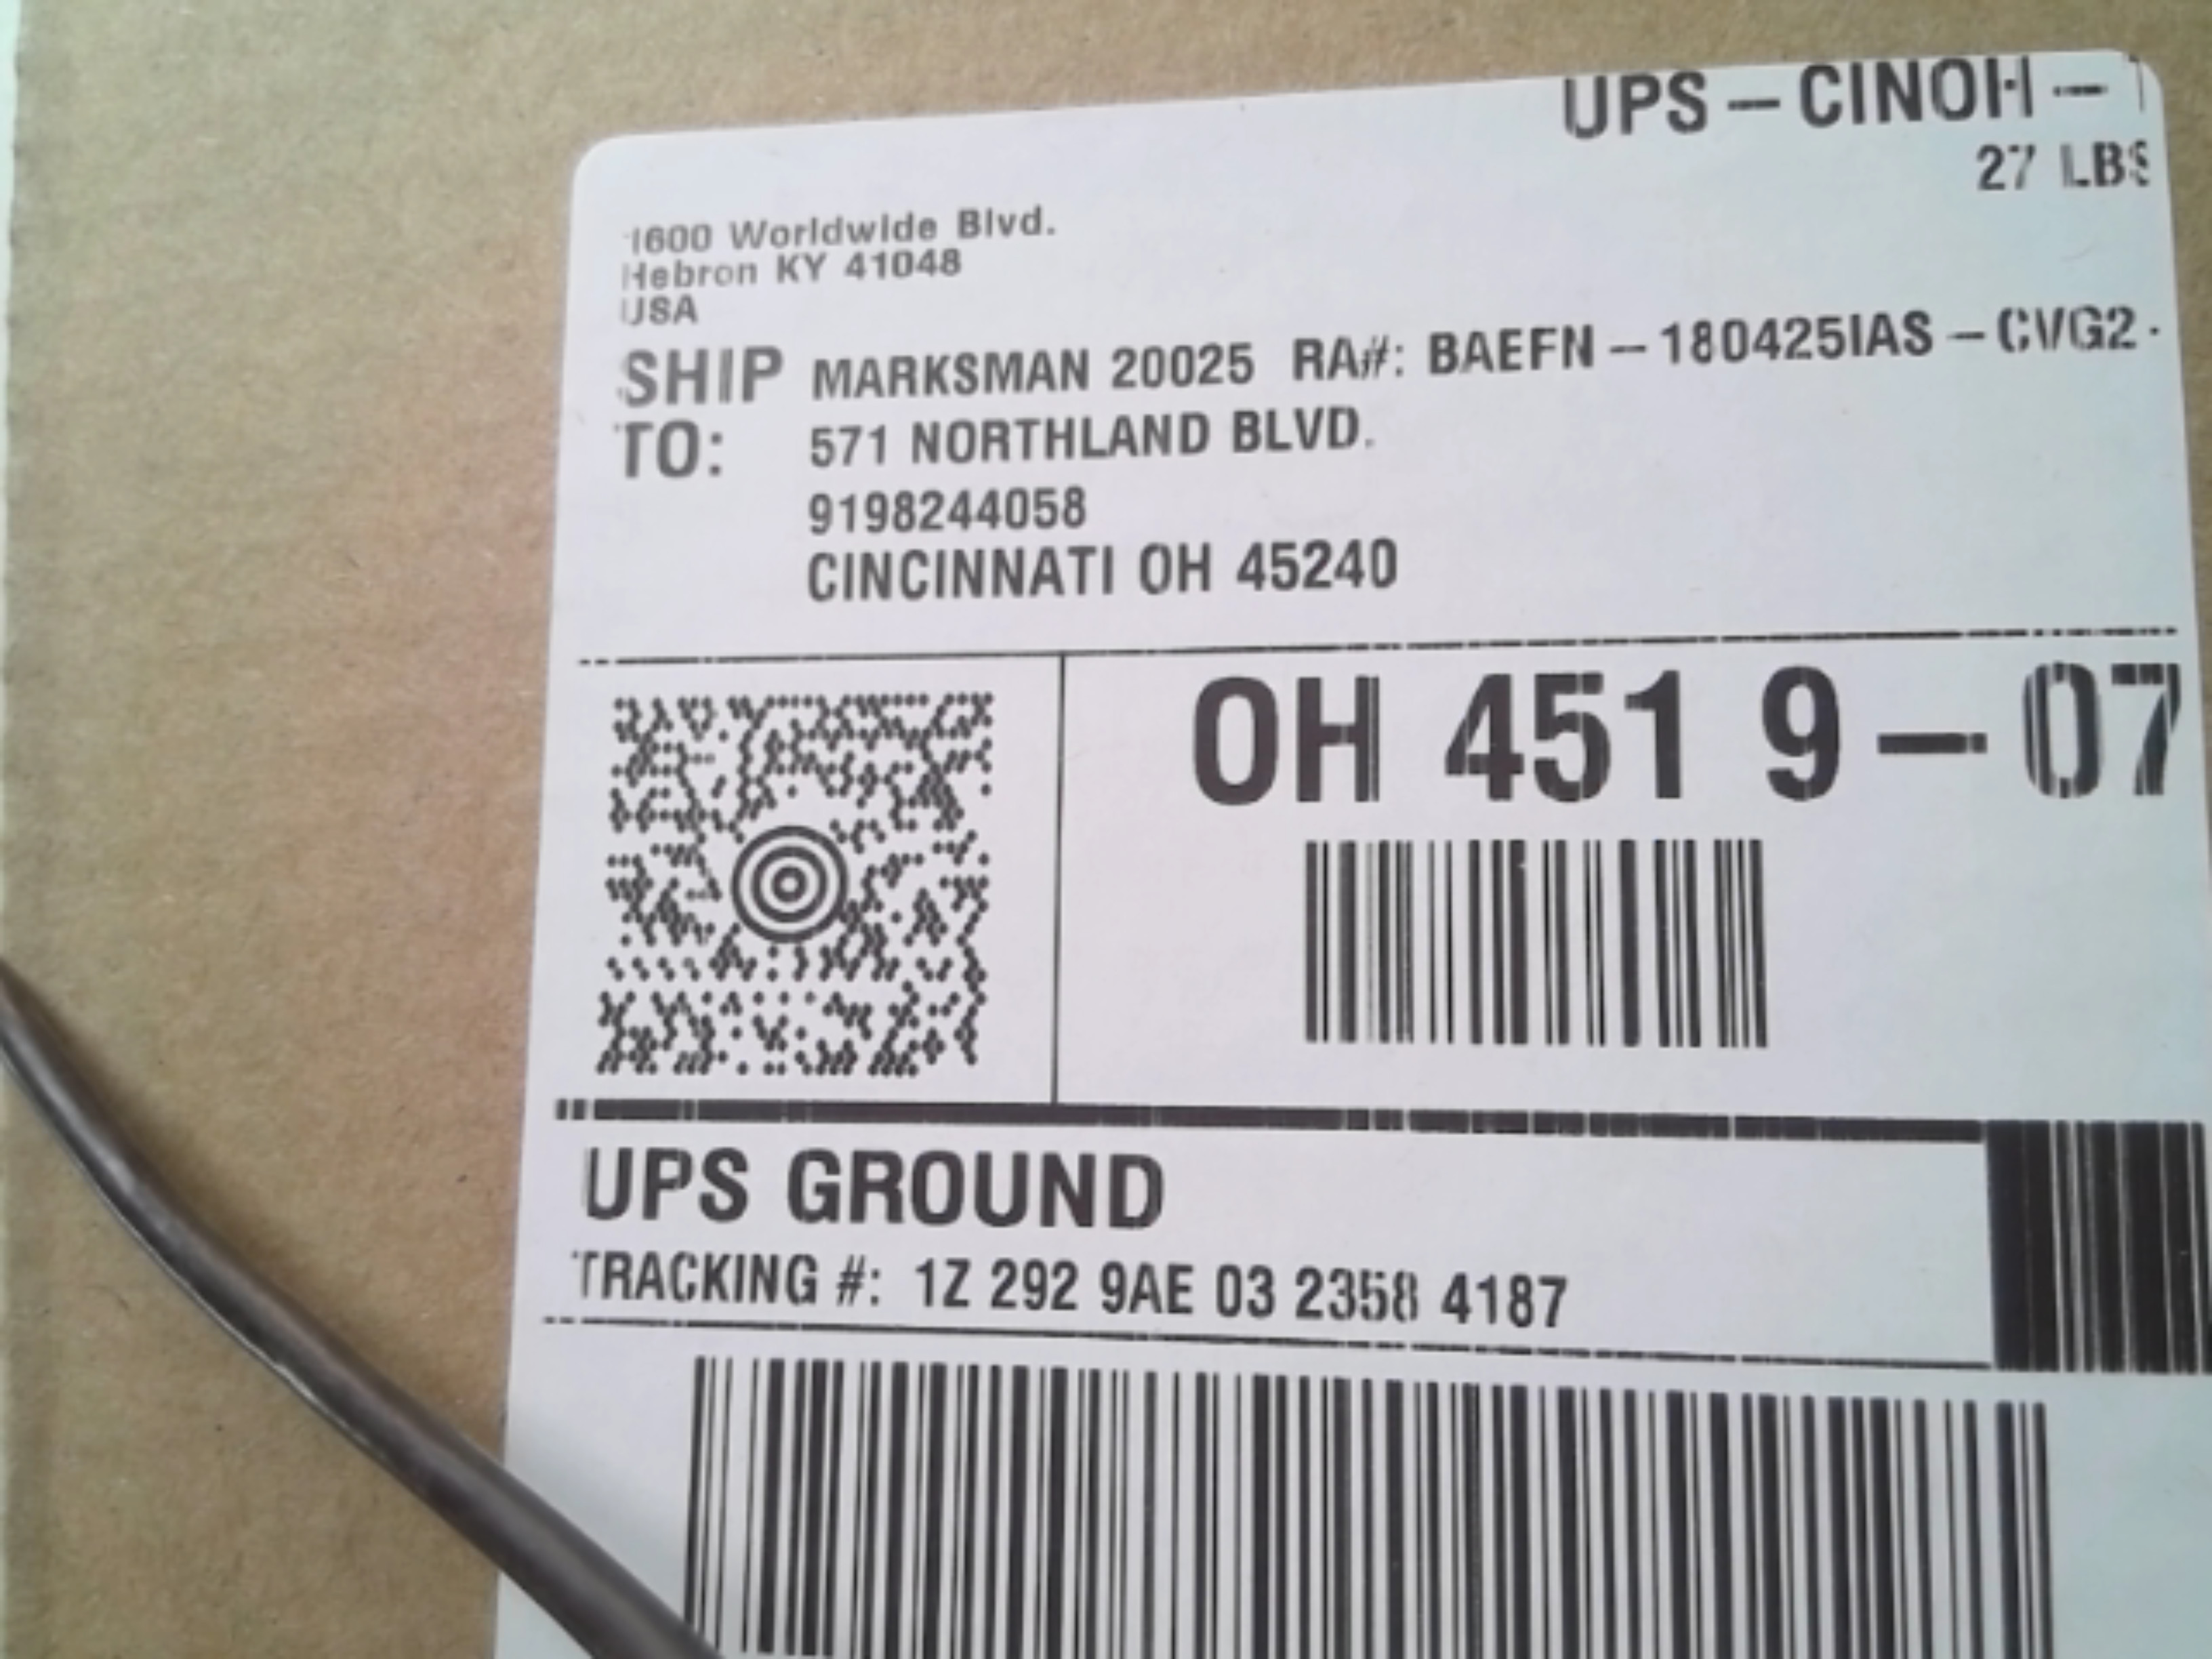 UPS – CINOH –
27 LBS
1600 Worldwide Blvd.
Hebron KY 41048
USA
SHIP TO:
MARKSMAN 20025 RA#: BAEFN – 180425IAS – CVG2 -
571 NORTHLAND BLVD.
9198244058
CINCINNATI OH 45240
OH 451 9 – 07
UPS GROUND
TRACKING #: 1Z 292 9AE 03 2358 4187